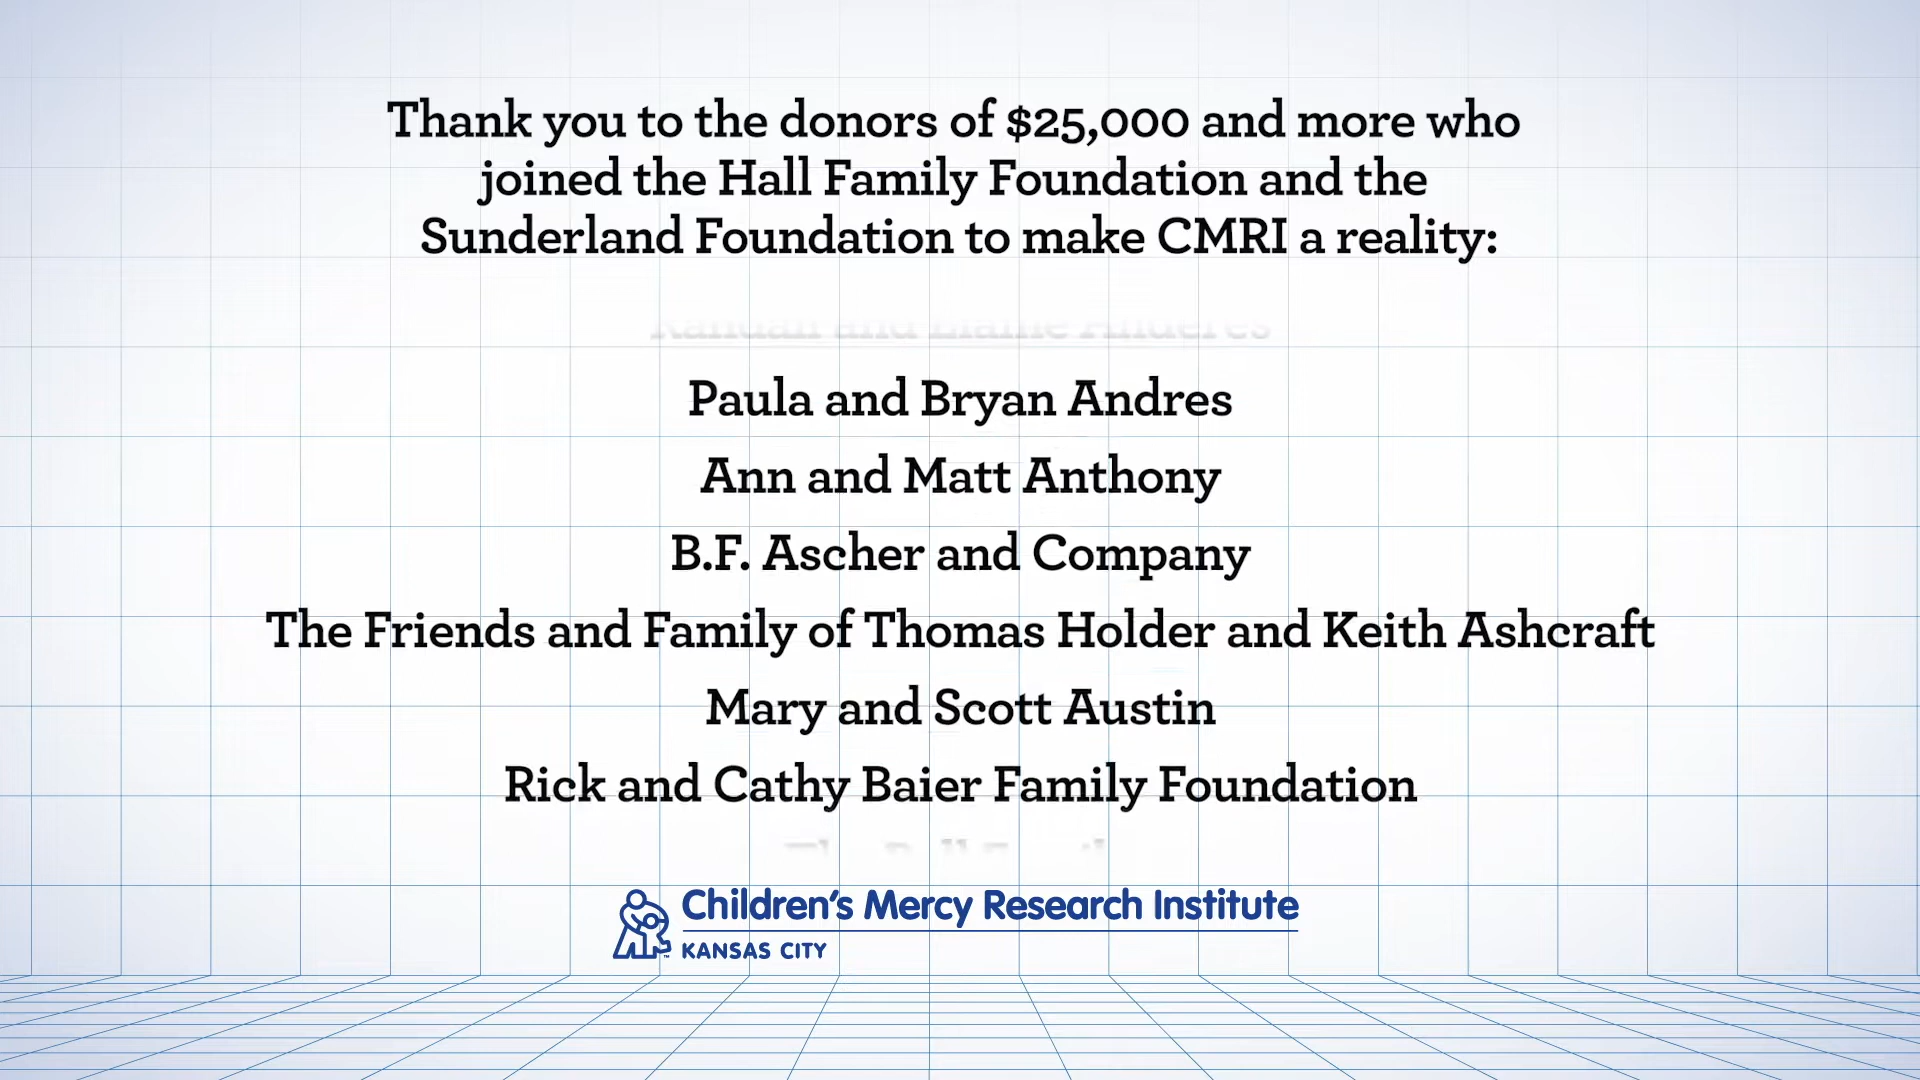 Thank you to the donors of $25,000 and more who
joined the Hall Family Foundation and the
Sunderland Foundation to make CMRI a reality:
and Elaine
Paula and Bryan Andres
Ann and Matt Anthony
B.F. Ascher and Company
The Friends and Family of Thomas Holder and Keith Ashcraft
Mary and Scott Austin
Rick and Cathy Baier Family Foundation
Children's Mercy Research Institute
KANSAS CITY